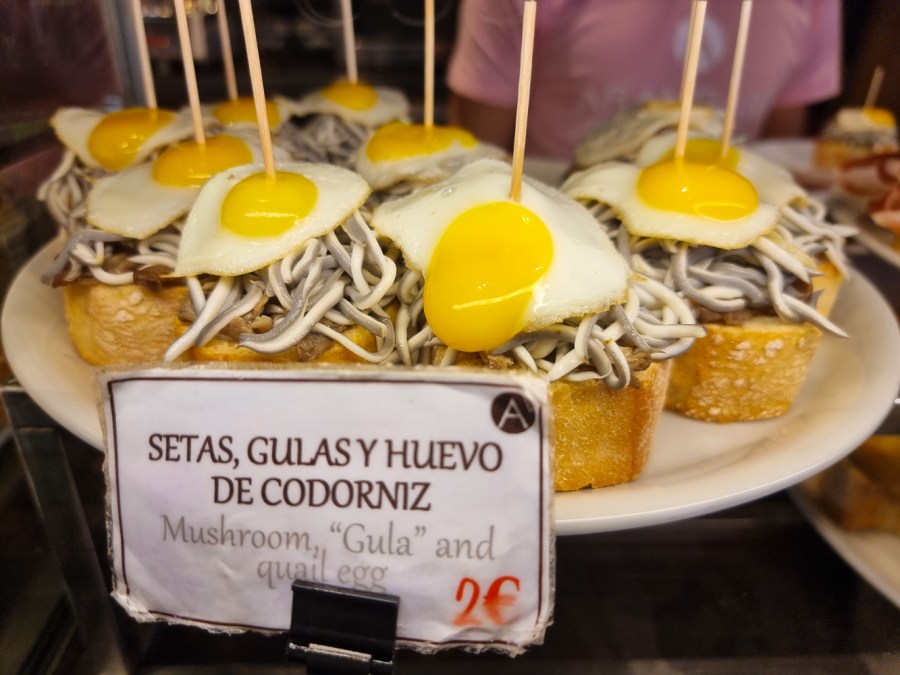 A
SETAS, GULAS Y HUEVO
DE CODORNIZ
Mushroom, “Gula” and
quail egg
2€